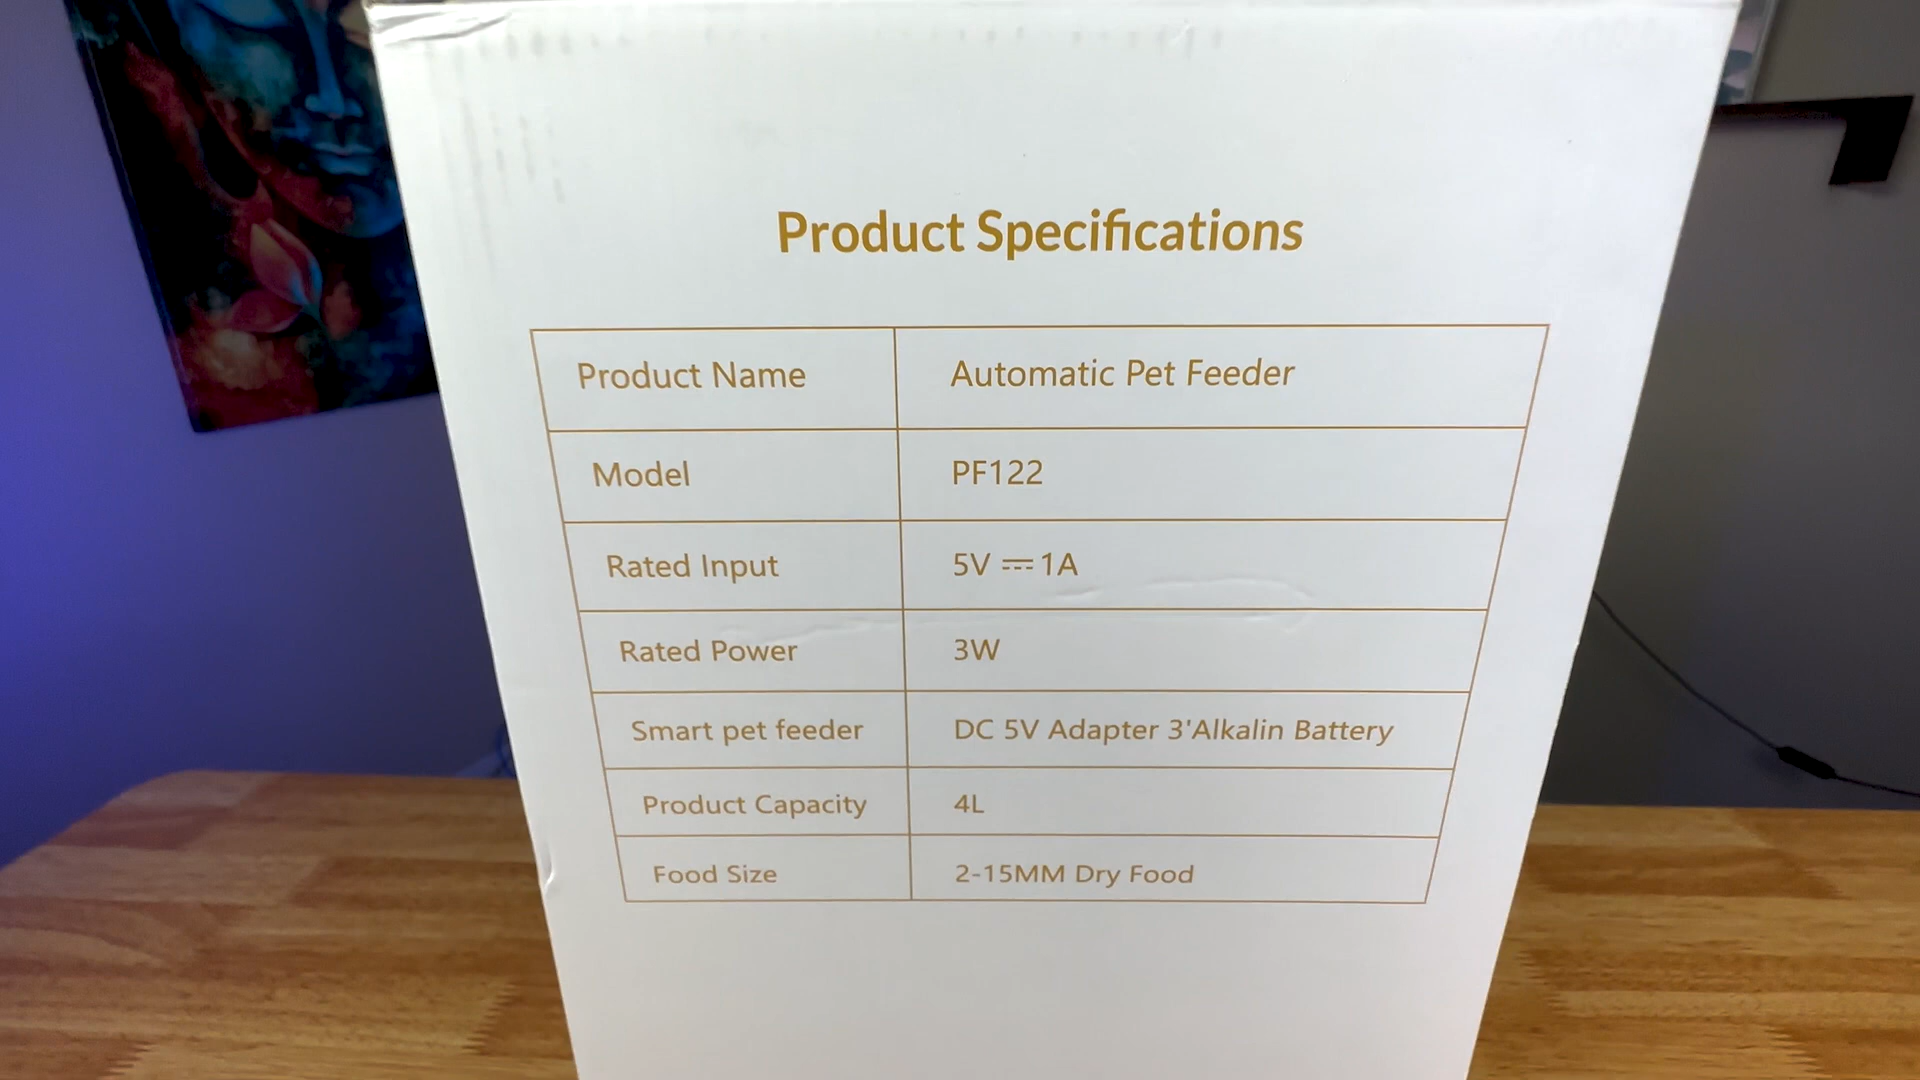 Product Specifications
Product Name Automatic Pet Feeder
Model PF122
Rated Input 5V ⎓ 1A
Rated Power 3W
Smart pet feeder DC 5V Adapter 3'Alkalin Battery
Product Capacity 4L
Food Size 2-15MM Dry Food